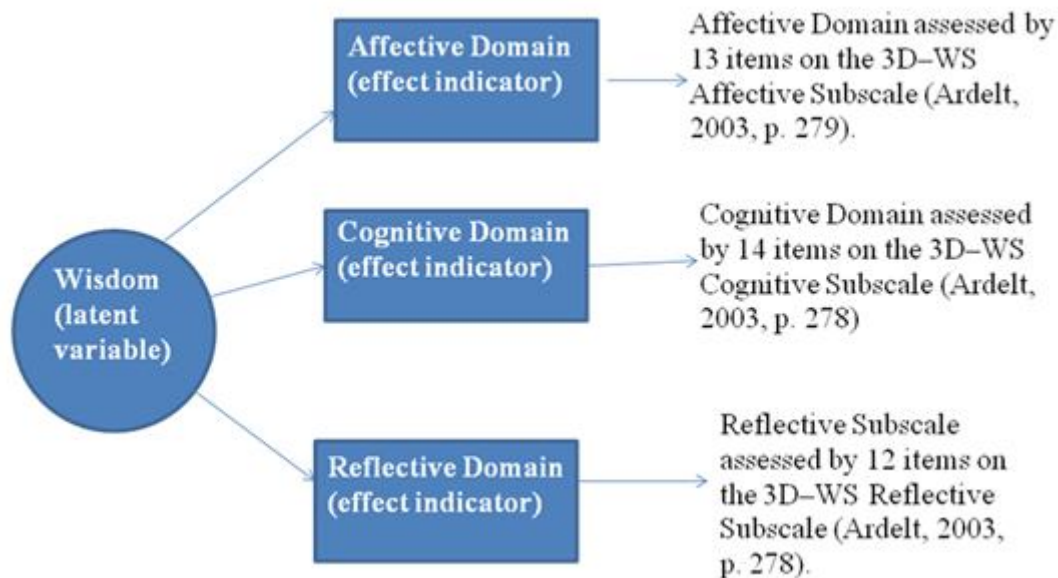 Wisdom
(latent
variable)
Affective Domain
(effect indicator)
Affective Domain assessed by
13 items on the 3D–WS
Affective Subscale (Ardelt,
2003, p. 279).
Cognitive Domain
(effect indicator)
Cognitive Domain assessed
by 14 items on the 3D–WS
Cognitive Subscale (Ardelt,
2003, p. 278)
Reflective Domain
(effect indicator)
Reflective Subscale
assessed by 12 items on
the 3D–WS Reflective
Subscale (Ardelt, 2003,
p. 278).